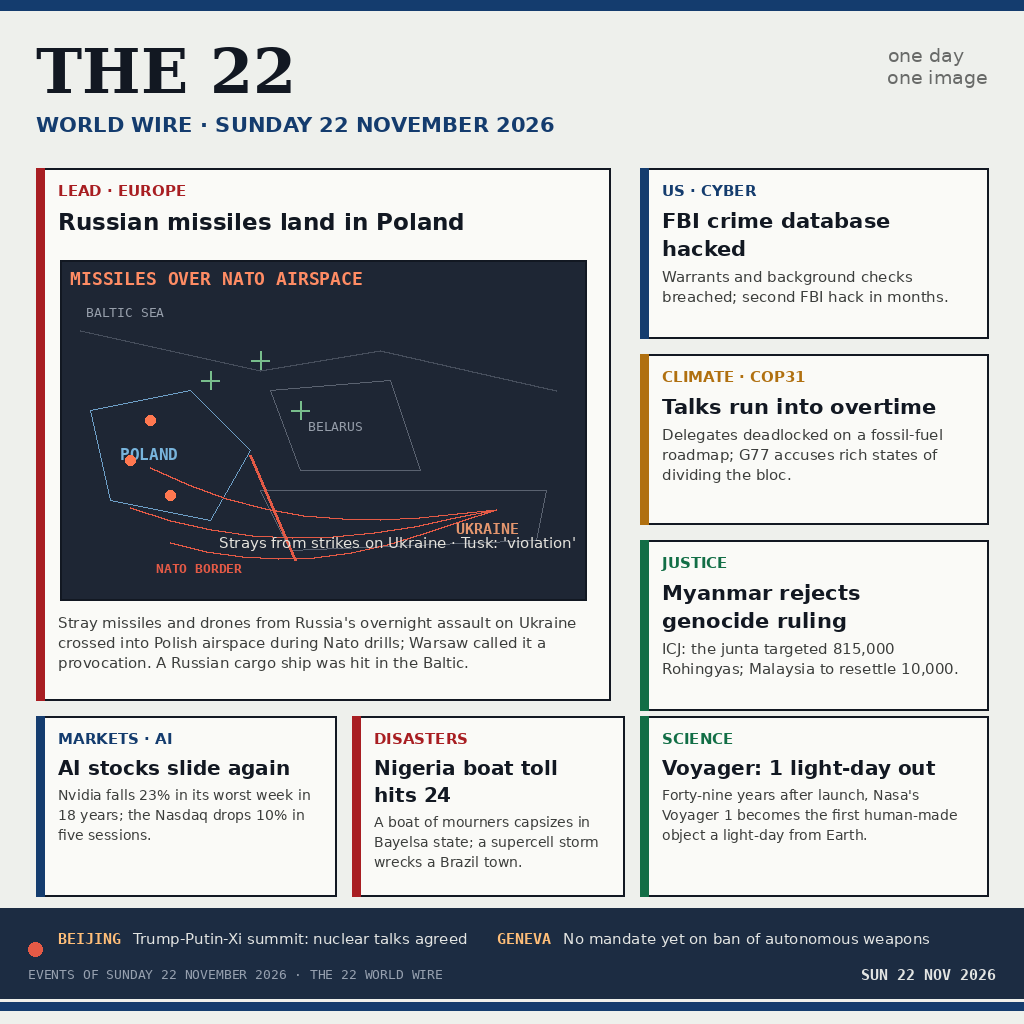 THE 22
one day
one image
WORLD WIRE · SUNDAY 22 NOVEMBER 2026
LEAD · EUROPE
Russian missiles land in Poland
MISSILES OVER NATO AIRSPACE
BALTIC SEA
BELARUS
POLAND
UKRAINE
Strays from strikes on Ukraine · Tusk: 'violation'
NATO BORDER
Stray missiles and drones from Russia's overnight assault on Ukraine
crossed into Polish airspace during Nato drills; Warsaw called it a
provocation. A Russian cargo ship was hit in the Baltic.
US · CYBER
FBI crime database
hacked
Warrants and background checks
breached; second FBI hack in months.
CLIMATE · COP31
Talks run into overtime
Delegates deadlocked on a fossil-fuel
roadmap; G77 accuses rich states of
dividing the bloc.
JUSTICE
Myanmar rejects
genocide ruling
ICJ: the junta targeted 815,000
Rohingyas; Malaysia to resettle 10,000.
MARKETS · AI
AI stocks slide again
Nvidia falls 23% in its worst week in
18 years; the Nasdaq drops 10% in
five sessions.
DISASTERS
Nigeria boat toll
hits 24
A boat of mourners capsizes in
Bayelsa state; a supercell storm
wrecks a Brazil town.
SCIENCE
Voyager: 1 light-day out
Forty-nine years after launch, Nasa's
Voyager 1 becomes the first human-made
object a light-day from Earth.
BEIJING Trump-Putin-Xi summit: nuclear talks agreed GENEVA No mandate yet on ban of autonomous weapons
EVENTS OF SUNDAY 22 NOVEMBER 2026 · THE 22 WORLD WIRE
SUN 22 NOV 2026